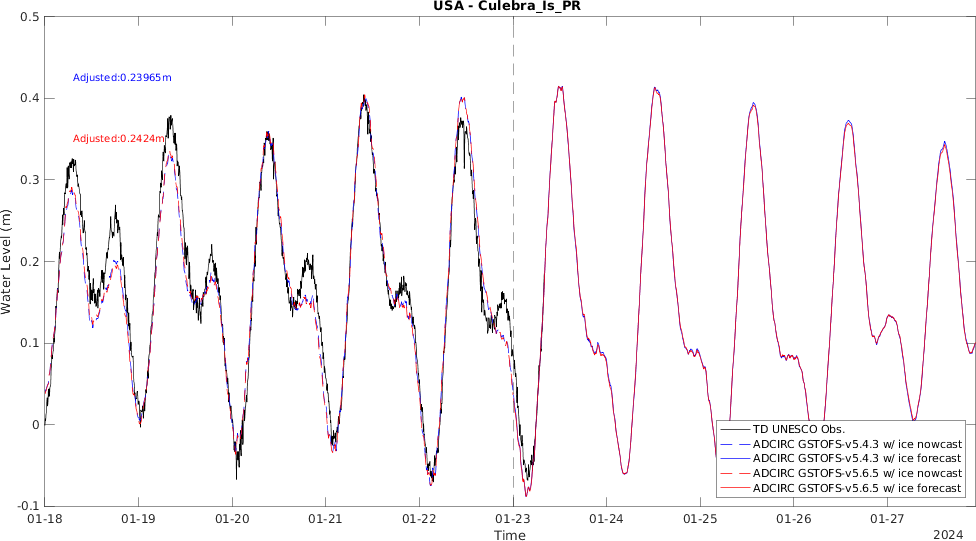 USA - Culebra_Is_PR
0.5
Adjusted:0.23965m
0.4
Adjusted:0.2424m
0.3
0.2
0.1
0
-0.1
Water Level (m)
TD UNESCO Obs.
ADCIRC GSTOFS-v5.4.3 w/ ice nowcast
ADCIRC GSTOFS-v5.4.3 w/ ice forecast
ADCIRC GSTOFS-v5.6.5 w/ ice nowcast
ADCIRC GSTOFS-v5.6.5 w/ ice forecast
01-18 01-19 01-20 01-21 01-22 01-23 01-24 01-25 01-26 01-27
Time
2024